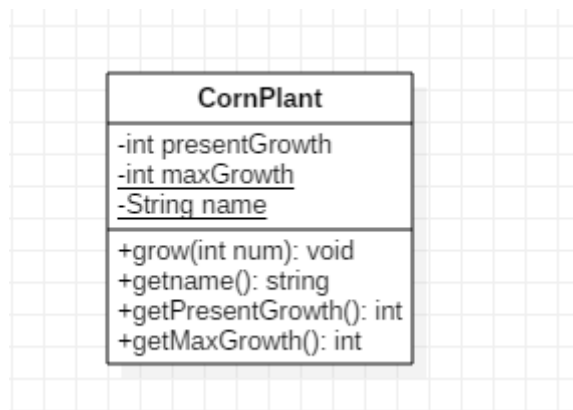 CornPlant
-int presentGrowth
-int maxGrowth
-String name
+grow(int num): void
+getname(): string
+getPresentGrowth(): int
+getMaxGrowth(): int